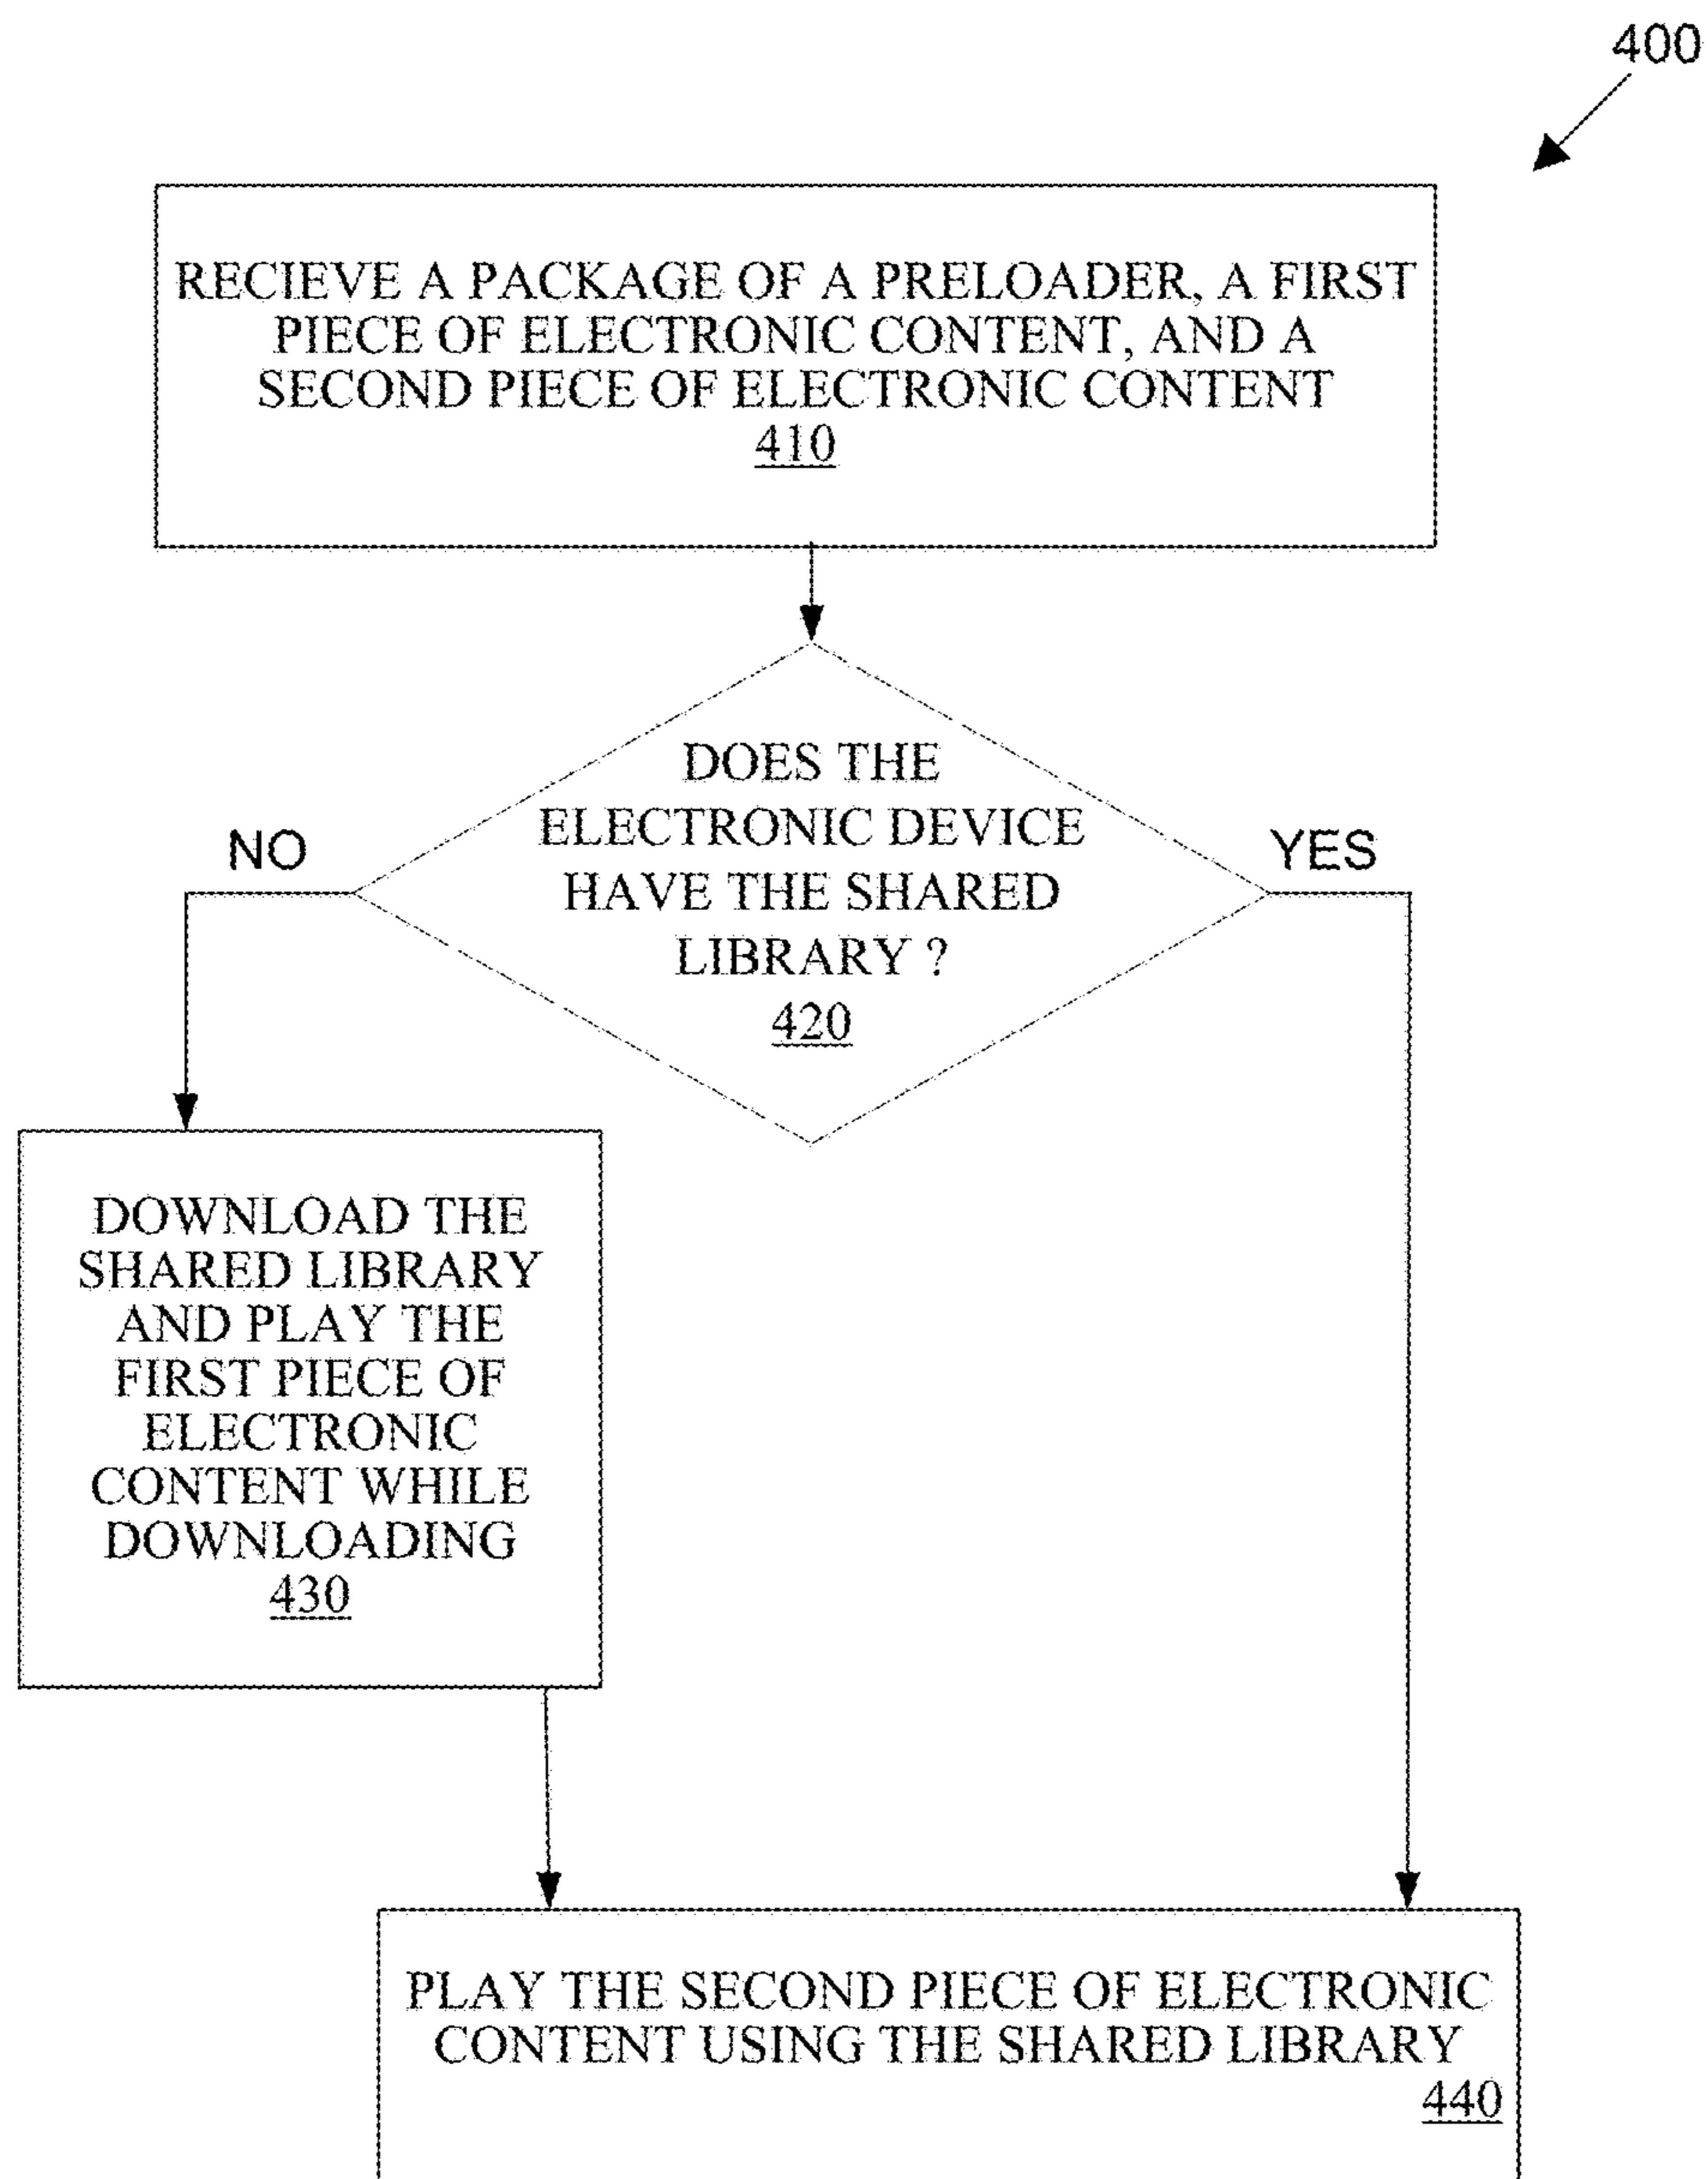 400
RECIEVE A PACKAGE OF A PRELOADER, A FIRST
PIECE OF ELECTRONIC CONTENT, AND A
SECOND PIECE OF ELECTRONIC CONTENT
410
DOES THE
ELECTRONIC DEVICE
HAVE THE SHARED
LIBRARY ?
420
NO
YES
DOWNLOAD THE
SHARED LIBRARY
AND PLAY THE
FIRST PIECE OF
ELECTRONIC
CONTENT WHILE
DOWNLOADING
430
PLAY THE SECOND PIECE OF ELECTRONIC
CONTENT USING THE SHARED LIBRARY
440